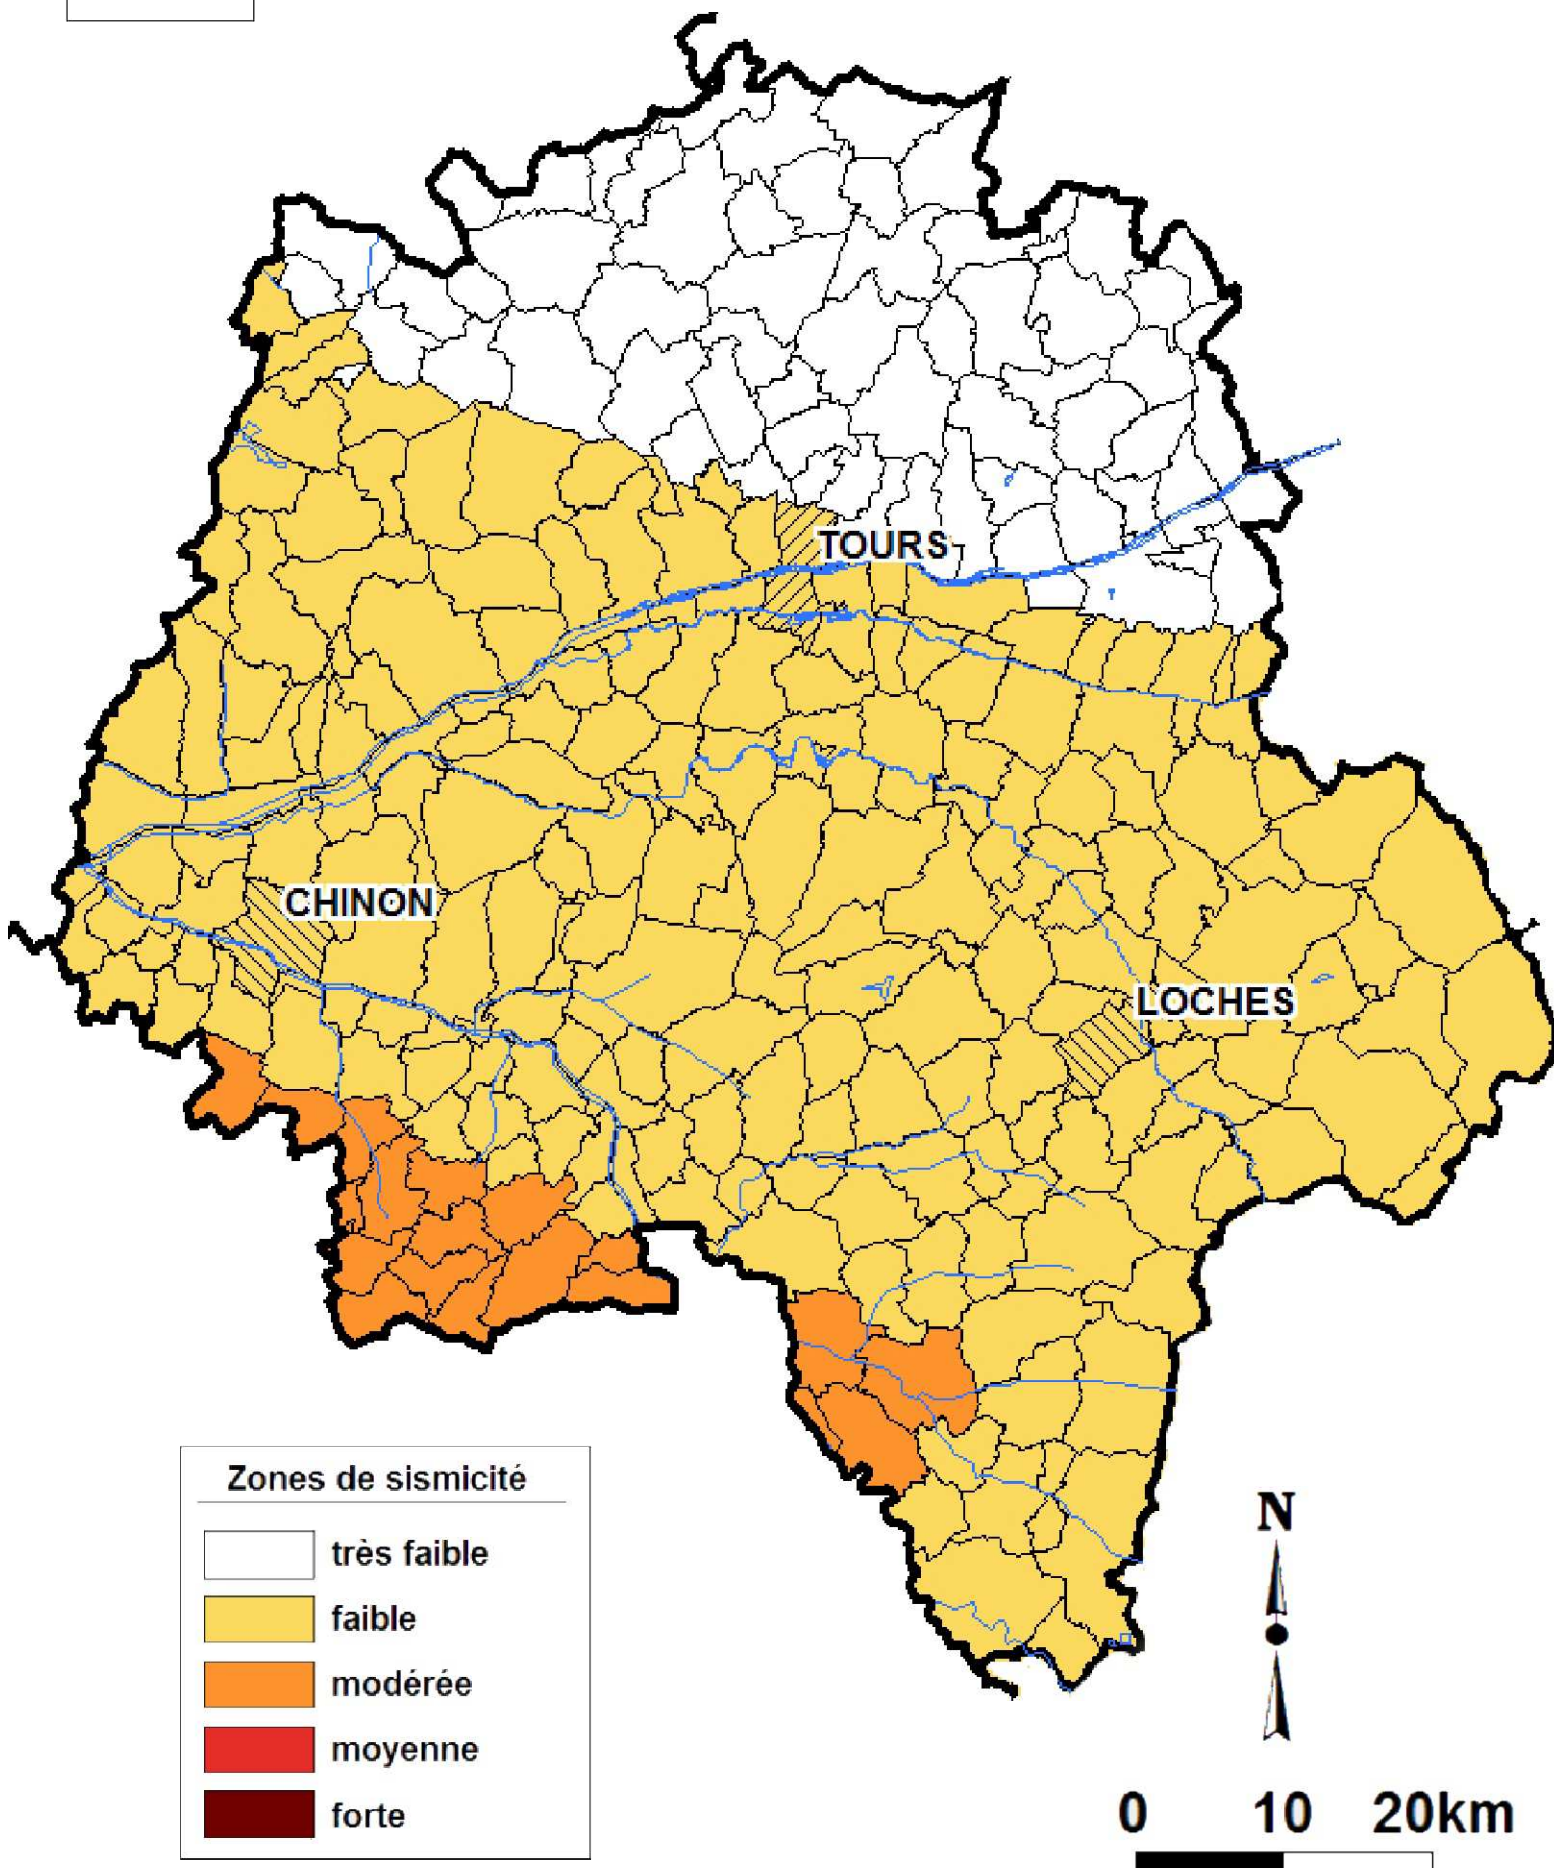 TOURS
CHINON
LOCHES
Zones de sismicité
très faible
faible
modérée
moyenne
forte
N
0 10 20km